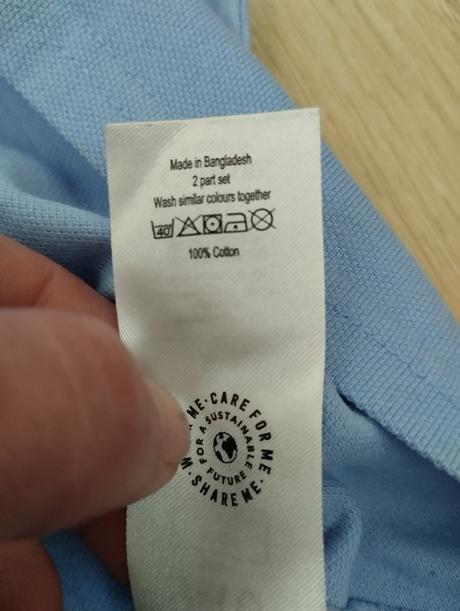 Made in Bangladesh
2 part set
Wash similar colours together
40
100% Cotton
ME · CARE FOR ME · SHARE ME ·
FOR A SUSTAINABLE FUTURE